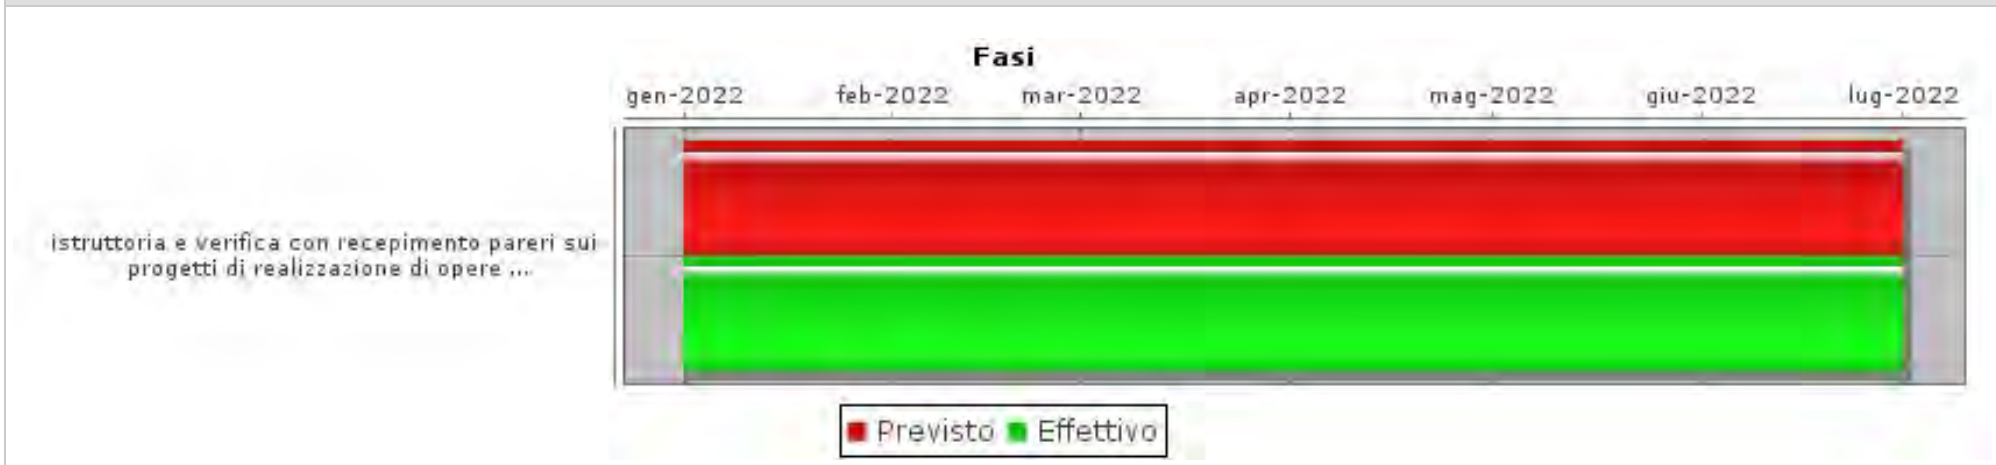 Fasi
gen-2022 feb-2022 mar-2022 apr-2022 mag-2022 giu-2022 lug-2022
istruttoria e verifica con recepimento pareri sui
progetti di realizzazione di opere ...
Previsto Effettivo